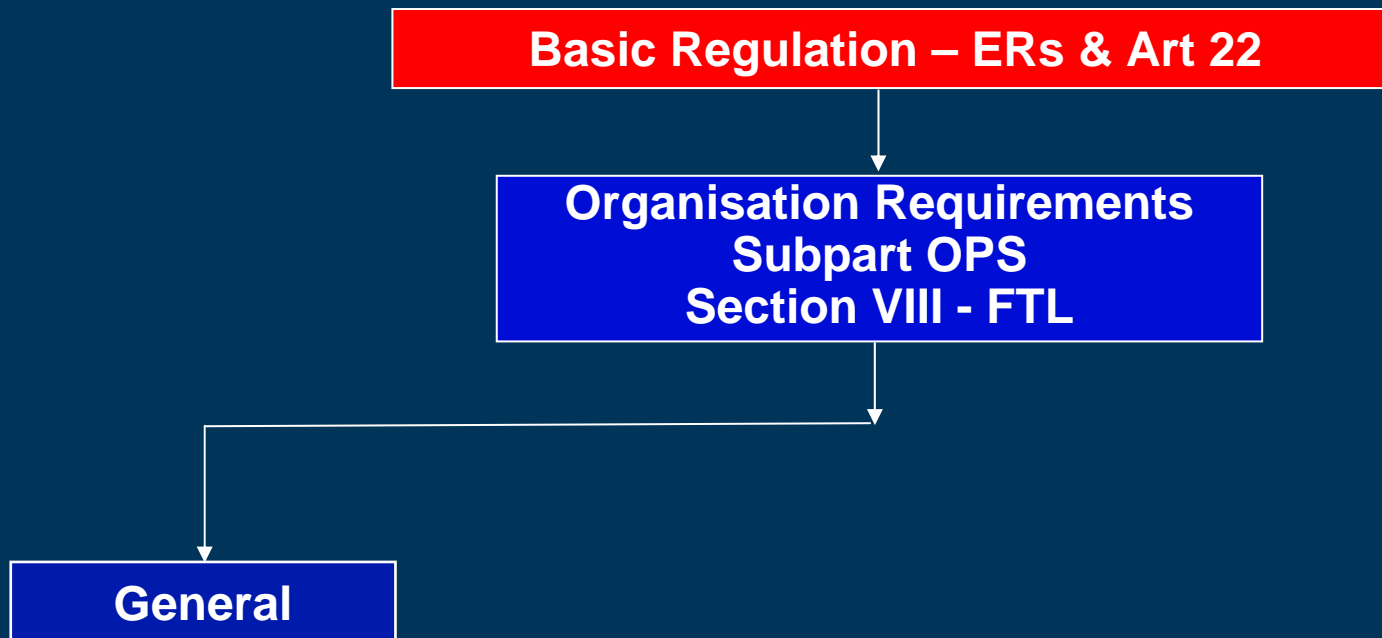 Basic Regulation – ERs & Art 22
Organisation Requirements
Subpart OPS
Section VIII - FTL
General